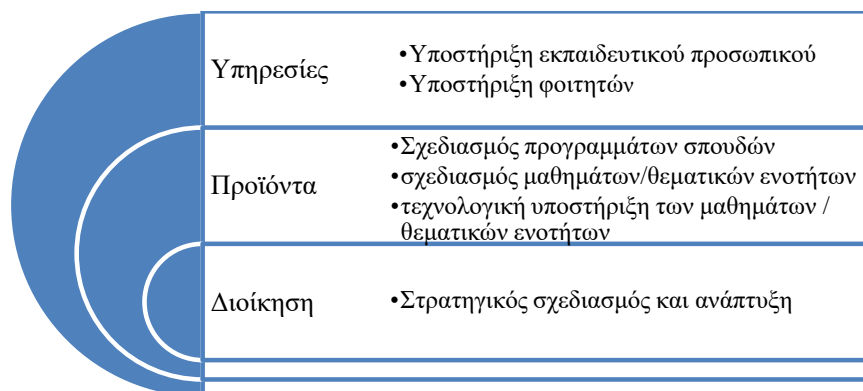 Υπηρεσίες
•Υποστήριξη εκπαιδευτικού προσωπικού
•Υποστήριξη φοιτητών
Προϊόντα
•Σχεδιασμός προγραμμάτων σπουδών
•σχεδιασμός μαθημάτων/θεματικών ενοτήτων
•τεχνολογική υποστήριξη των μαθημάτων /
θεματικών ενοτήτων
Διοίκηση
•Στρατηγικός σχεδιασμός και ανάπτυξη